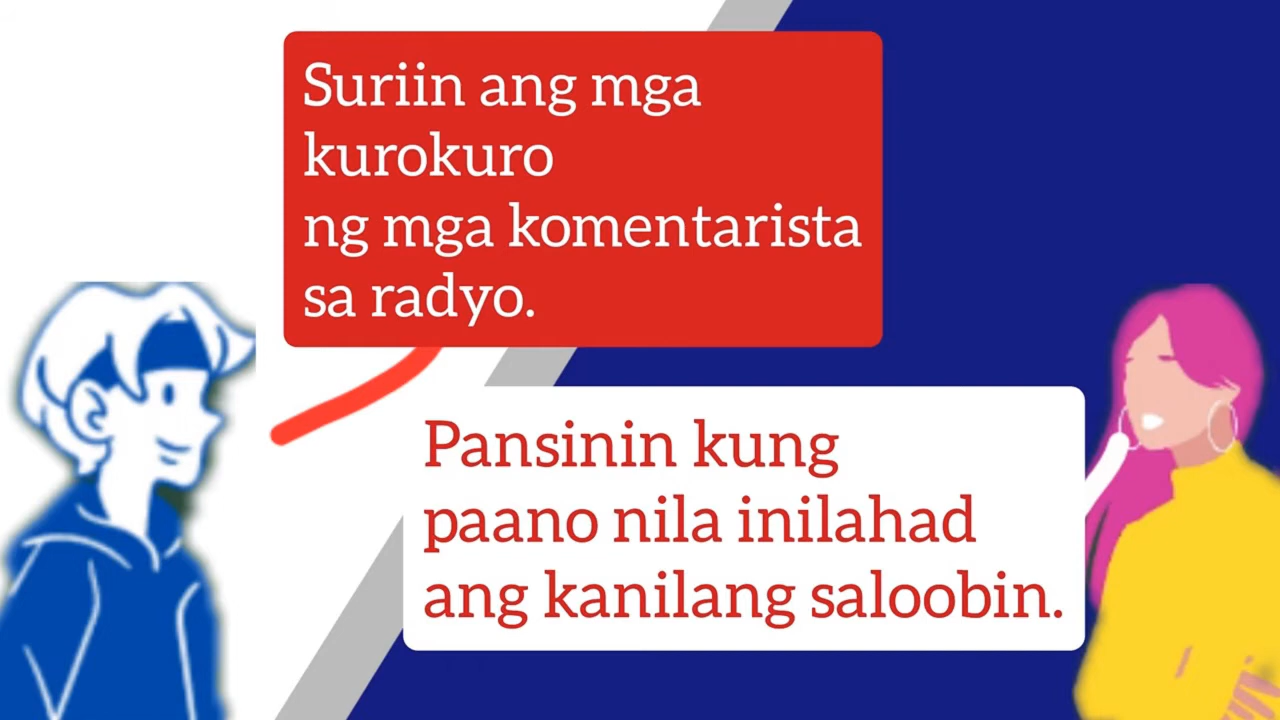 Suriin ang mga
kurokuro
ng mga komentarista
sa radyo.
Pansinin kung
paano nila inilahad
ang kanilang saloobin.